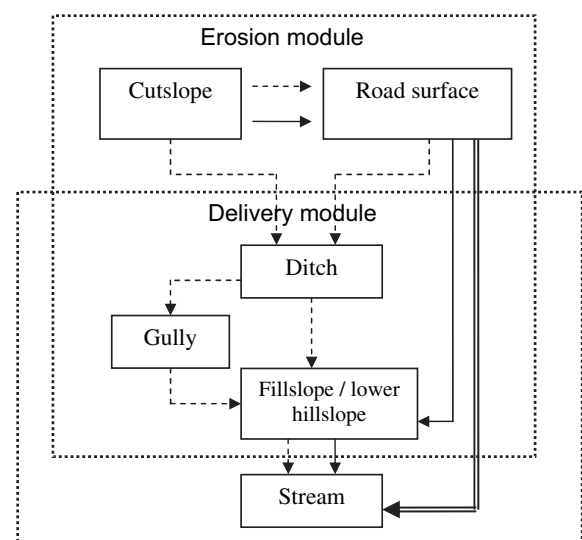 Erosion module
Cutslope
Road surface
Delivery module
Ditch
Gully
Fillslope / lower
hillslope
Stream